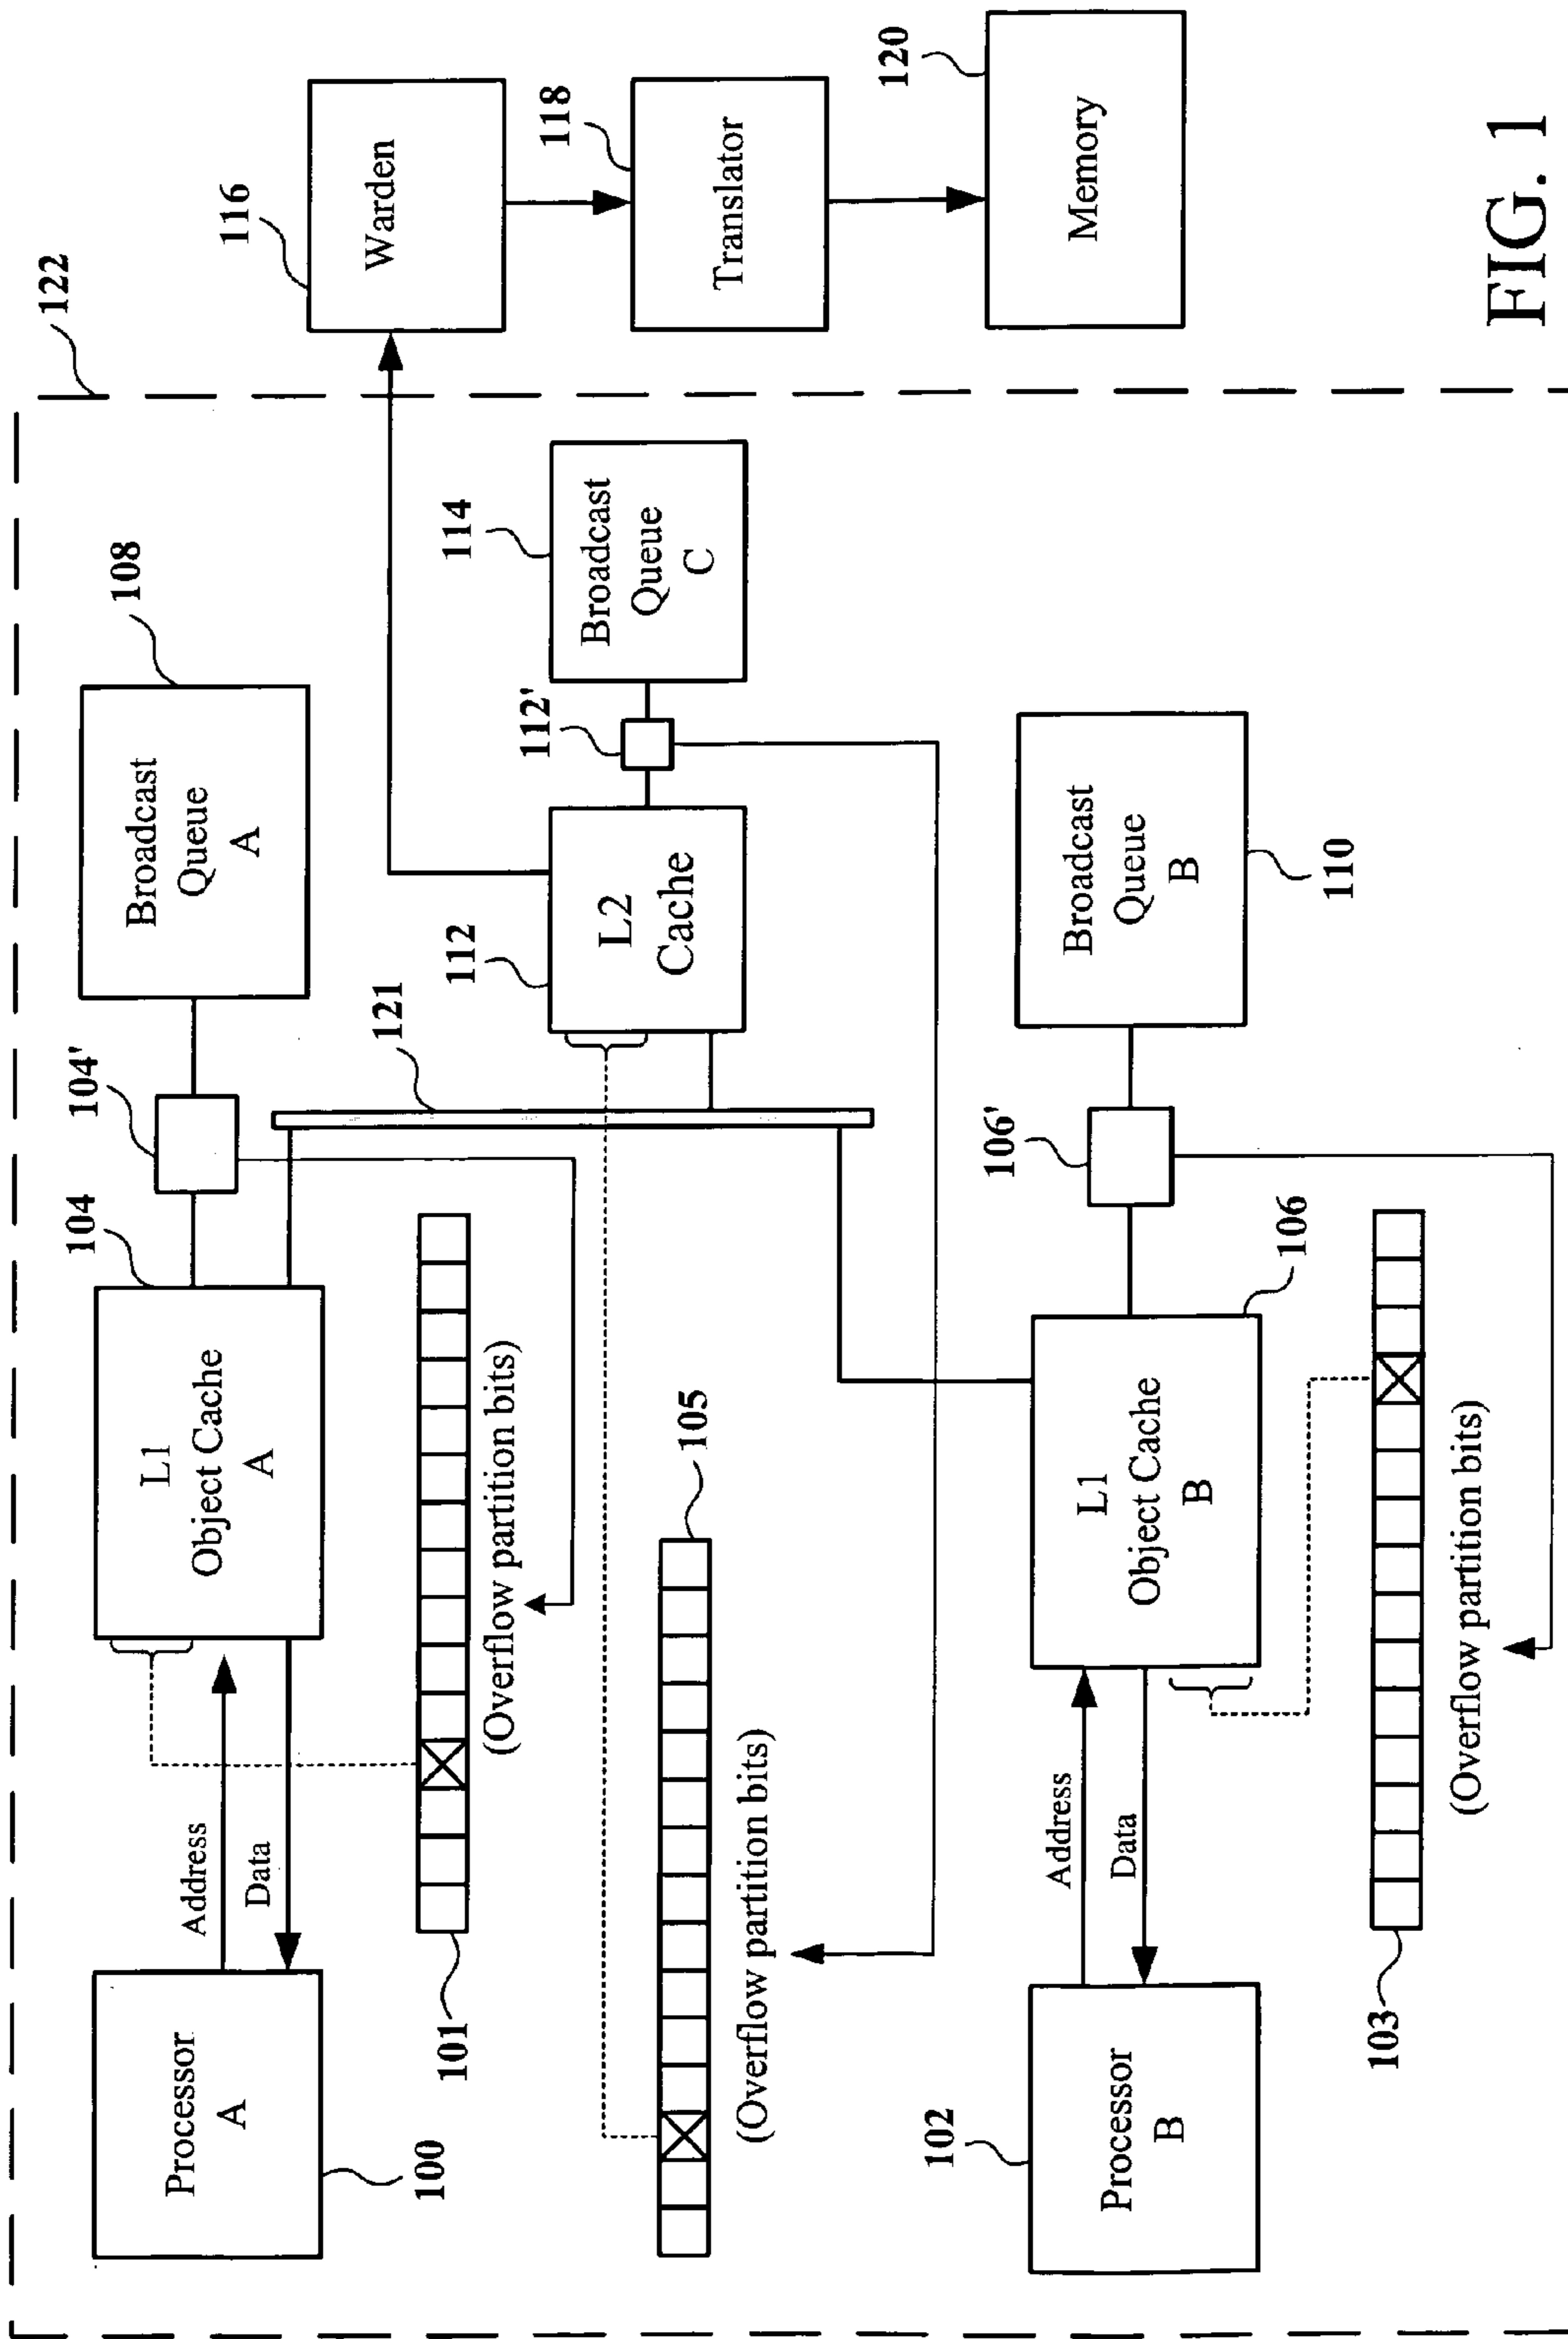 122
Processor
A
100
Address
Data
L1
Object Cache
A
104
104'
Broadcast
Queue
A
108
116
Warden
101
(Overflow partition bits)
121
112
L2
Cache
112'
Broadcast
Queue
C
114
118
Translator
105
(Overflow partition bits)
102
Processor
B
Address
Data
L1
Object Cache
B
106
106'
Broadcast
Queue
B
110
120
Memory
103
(Overflow partition bits)
FIG. 1